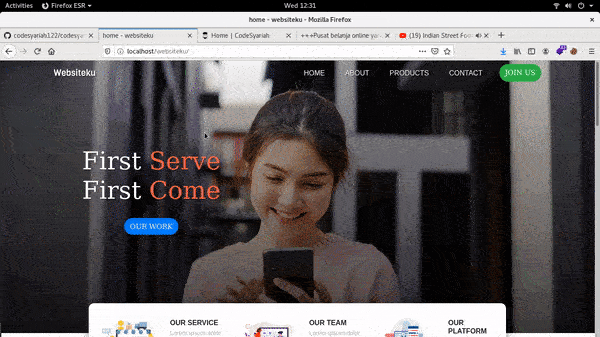 Activities Firefox ESR Wed 12:31
home - websiteku - Mozilla Firefox
codesyariah122/codesy home - websiteku Home | CodeSyariah +++Pusat belanja online ya (19) Indian Street Foo
localhost/websiteku/
Websiteku HOME ABOUT PRODUCTS CONTACT JOIN US
First Serve
First Come
OUR WORK
OUR SERVICE OUR TEAM OUR
PLATFORM